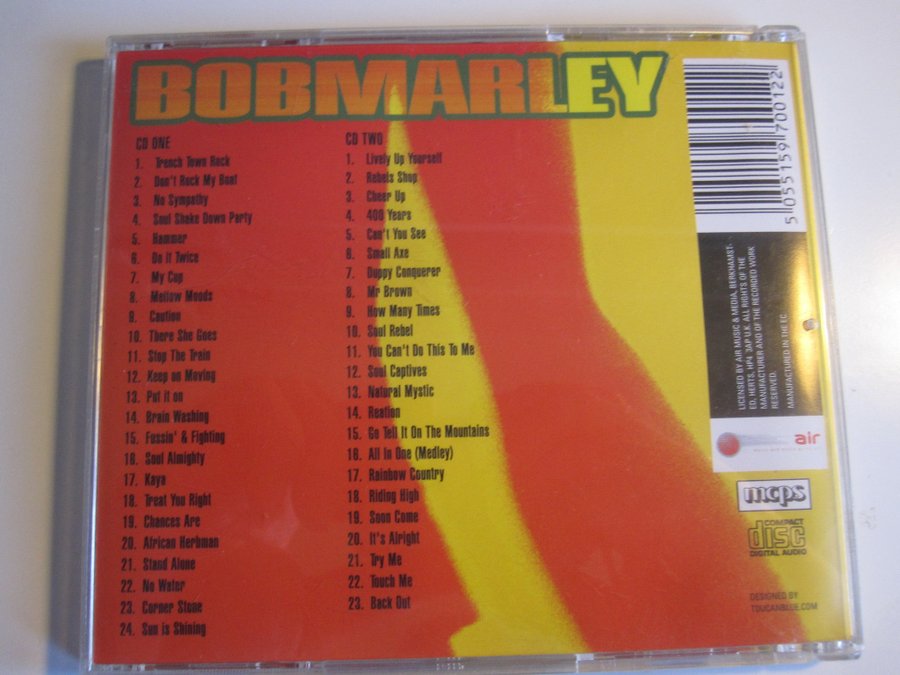 BOBMARLEY
CD ONE
1. Trench Town Rock
2. Don't Rock My Boat
3. No Sympathy
4. Soul Shake Down Party
5. Hammer
6. Do It Twice
7. My Cup
8. Mellow Moods
9. Caution
10. There She Goes
11. Stop The Train
12. Keep on Moving
13. Put it on
14. Brain Washing
15. Fussin' & Fighting
16. Soul Almighty
17. Kaya
18. Treat You Right
19. Chances Are
20. African Herbman
21. Stand Alone
22. No Water
23. Corner Stone
24. Sun is Shining
CD TWO
1. Lively Up Yourself
2. Rebels Shop
3. Cheer Up
4. 400 Years
5. Can't You See
6. Small Axe
7. Duppy Conquerer
8. Mr Brown
9. How Many Times
10. Soul Rebel
11. You Can't Do This To Me
12. Soul Captives
13. Natural Mystic
14. Reation
15. Go Tell It On The Mountains
16. All In One (Medley)
17. Rainbow Country
18. Riding High
19. Soon Come
20. It's Alright
21. Try Me
22. Touch Me
23. Back Out
5 055159 700122
LICENSED BY AIR MUSIC & MEDIA, BERKHAMST-
ED, HERTS, HP4 3AP U.K. ALL RIGHTS OF THE
MANUFACTURER AND OF THE RECORDED WORK
RESERVED.
MANUFACTURED IN THE EC
air
mcps
COMPACT
disc
DIGITAL AUDIO
DESIGNED BY
TOUCANBLUE.COM